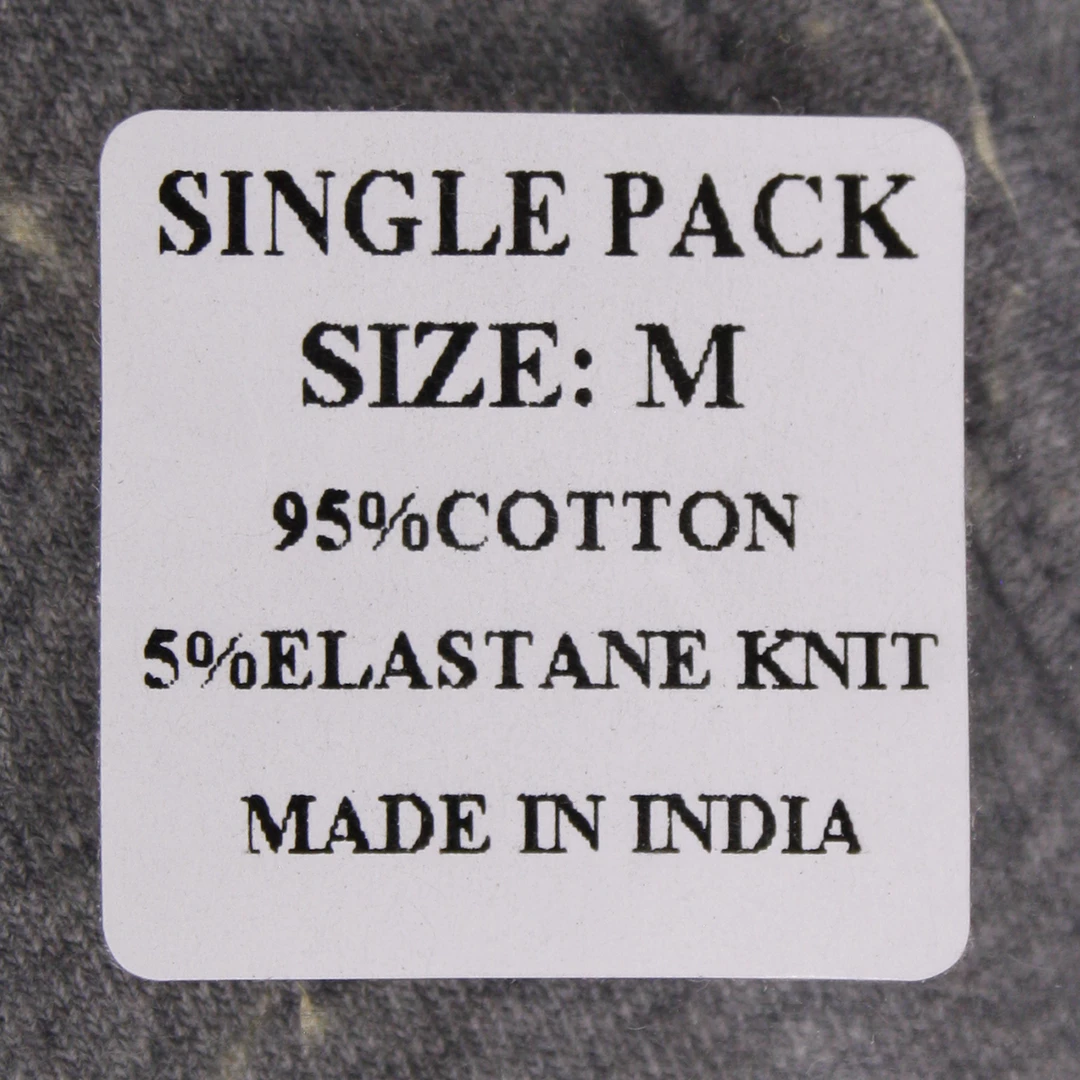 SINGLE PACK
SIZE: M
95%COTTON
5%ELASTANE KNIT
MADE IN INDIA